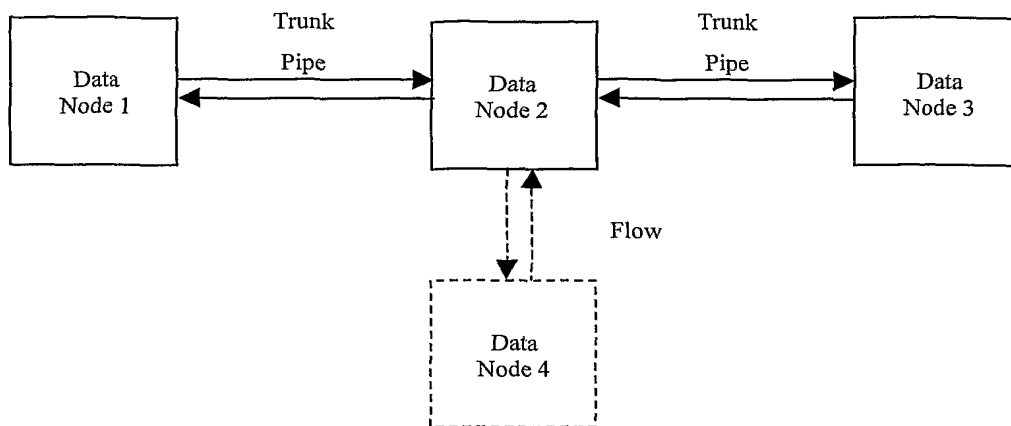 Trunk
Pipe
Trunk
Pipe
Data
Node 1
Data
Node 2
Data
Node 3
Flow
Data
Node 4